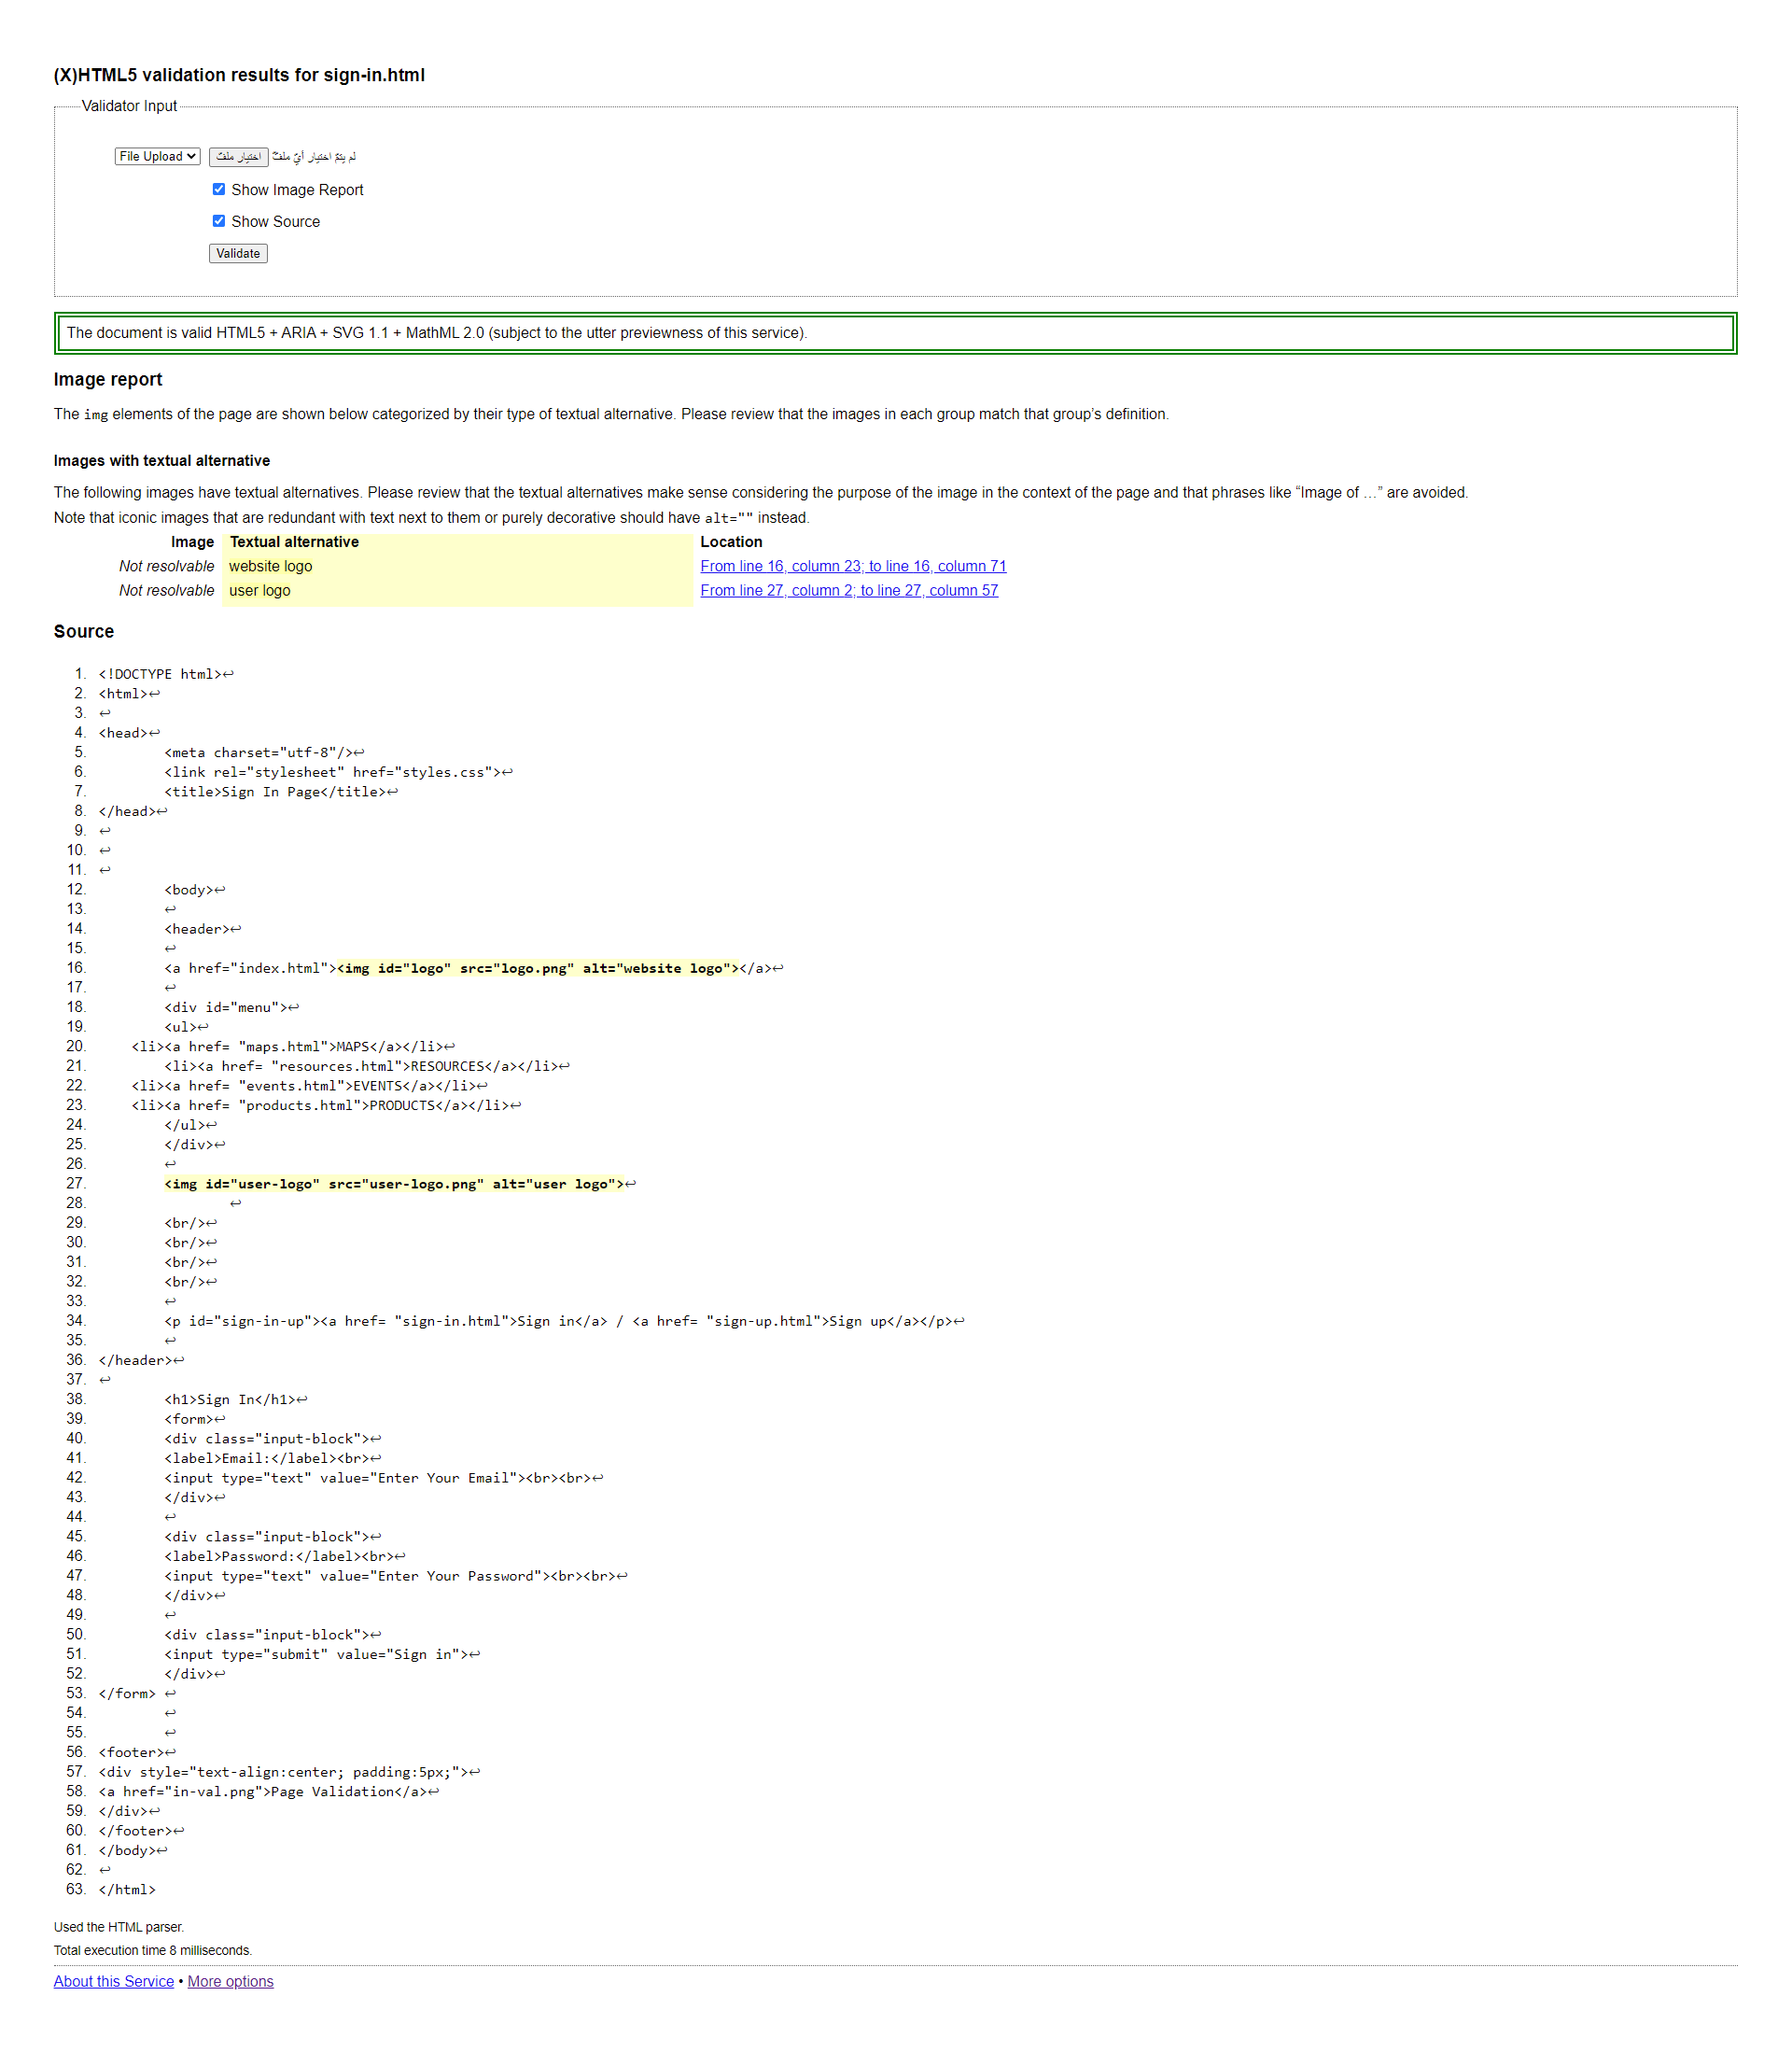 (X)HTML5 validation results for sign-in.html
Validator Input
File Upload اختيار ملف لم يتمّ اختيار أيّ ملفّ
Show Image Report
Show Source
Validate
The document is valid HTML5 + ARIA + SVG 1.1 + MathML 2.0 (subject to the utter previewness of this service).
Image report
The img elements of the page are shown below categorized by their type of textual alternative. Please review that the images in each group match that group’s definition.
Images with textual alternative
The following images have textual alternatives. Please review that the textual alternatives make sense considering the purpose of the image in the context of the page and that phrases like “Image of …” are avoided.
Note that iconic images that are redundant with text next to them or purely decorative should have alt="" instead.
Image Textual alternative Location
Not resolvable website logo From line 16, column 23; to line 16, column 71
Not resolvable user logo From line 27, column 2; to line 27, column 57
Source
1. <!DOCTYPE html>↩
2. <html>↩
3. ↩
4. <head>↩
5. <meta charset="utf-8"/>↩
6. <link rel="stylesheet" href="styles.css">↩
7. <title>Sign In Page</title>↩
8. </head>↩
9. ↩
10. ↩
11. ↩
12. <body>↩
13. ↩
14. <header>↩
15. ↩
16. <a href="index.html"><img id="logo" src="logo.png" alt="website logo"></a>↩
17. ↩
18. <div id="menu">↩
19. <ul>↩
20. <li><a href= "maps.html">MAPS</a></li>↩
21. <li><a href= "resources.html">RESOURCES</a></li>↩
22. <li><a href= "events.html">EVENTS</a></li>↩
23. <li><a href= "products.html">PRODUCTS</a></li>↩
24. </ul>↩
25. </div>↩
26. ↩
27. <img id="user-logo" src="user-logo.png" alt="user logo">↩
28. ↩
29. <br/>↩
30. <br/>↩
31. <br/>↩
32. <br/>↩
33. ↩
34. <p id="sign-in-up"><a href= "sign-in.html">Sign in</a> / <a href= "sign-up.html">Sign up</a></p>↩
35. ↩
36. </header>↩
37. ↩
38. <h1>Sign In</h1>↩
39. <form>↩
40. <div class="input-block">↩
41. <label>Email:</label><br>↩
42. <input type="text" value="Enter Your Email"><br><br>↩
43. </div>↩
44. ↩
45. <div class="input-block">↩
46. <label>Password:</label><br>↩
47. <input type="text" value="Enter Your Password"><br><br>↩
48. </div>↩
49. ↩
50. <div class="input-block">↩
51. <input type="submit" value="Sign in">↩
52. </div>↩
53. </form> ↩
54. ↩
55. ↩
56. <footer>↩
57. <div style="text-align:center; padding:5px;">↩
58. <a href="in-val.png">Page Validation</a>↩
59. </div>↩
60. </footer>↩
61. </body>↩
62. ↩
63. </html>
Used the HTML parser.
Total execution time 8 milliseconds.
About this Service • More options